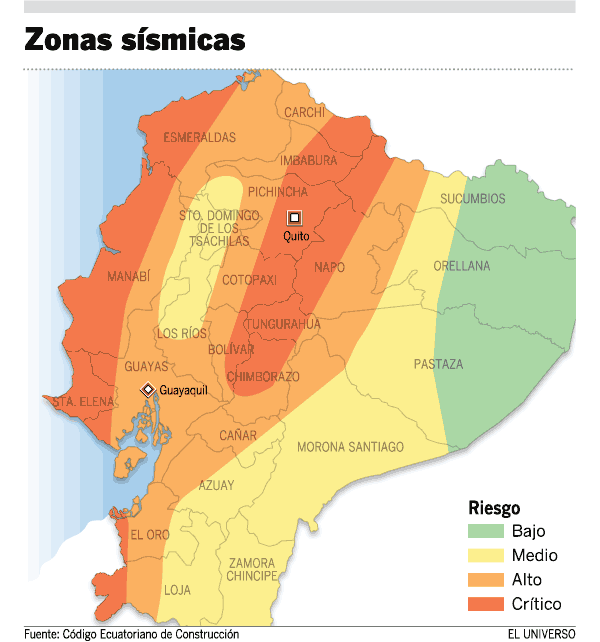 Zonas sísmicas
CARCHI
ESMERALDAS
IMBABURA
PICHINCHA
SUCUMBIOS
STO. DOMINGO
DE LOS
TSÁCHILAS
Quito
ORELLANA
NAPO
MANABÍ
COTOPAXI
TUNGURAHUA
LOS RÍOS
BOLÍVAR
GUAYAS
PASTAZA
CHIMBORAZO
Guayaquil
STA. ELENA
CAÑAR
MORONA SANTIAGO
AZUAY
Riesgo
Bajo
EL ORO
Medio
ZAMORA
CHINCIPE
Alto
LOJA
Crítico
Fuente: Código Ecuatoriano de Construcción
EL UNIVERSO